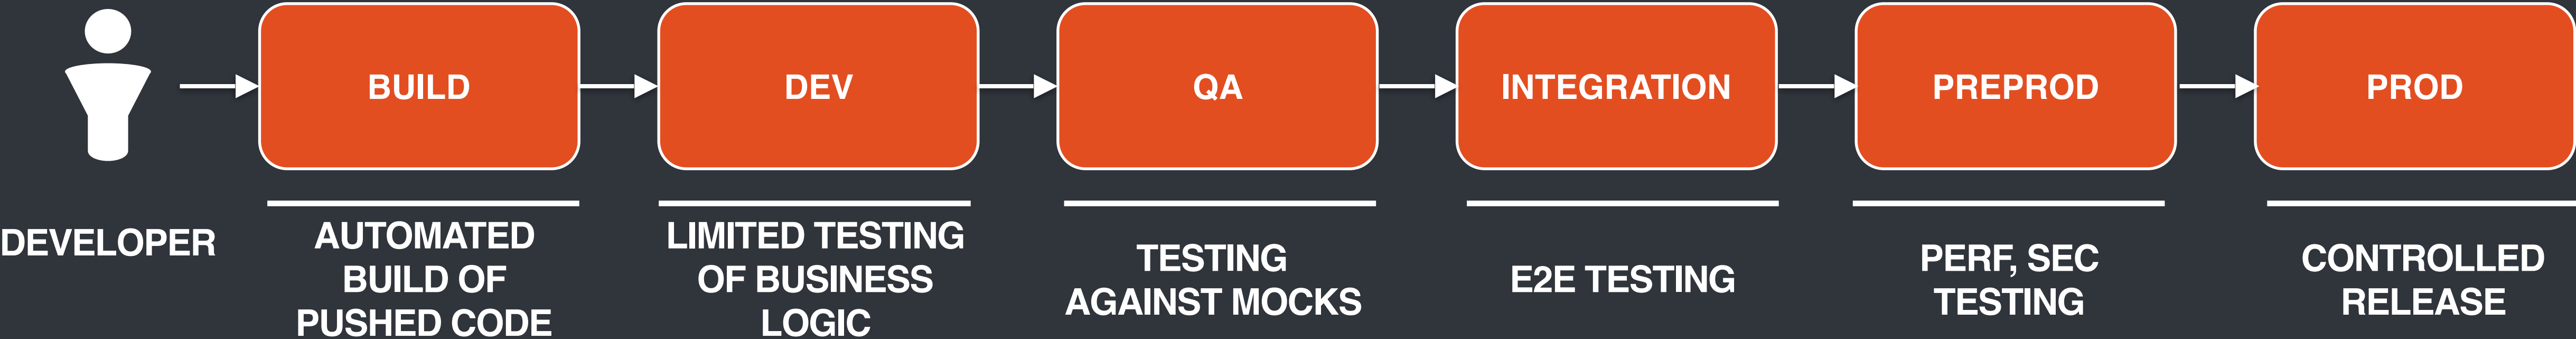 BUILD
DEV
QA
INTEGRATION
PREPROD
PROD
DEVELOPER
AUTOMATED
BUILD OF
PUSHED CODE
LIMITED TESTING
OF BUSINESS
LOGIC
TESTING
AGAINST MOCKS
E2E TESTING
PERF, SEC
TESTING
CONTROLLED
RELEASE